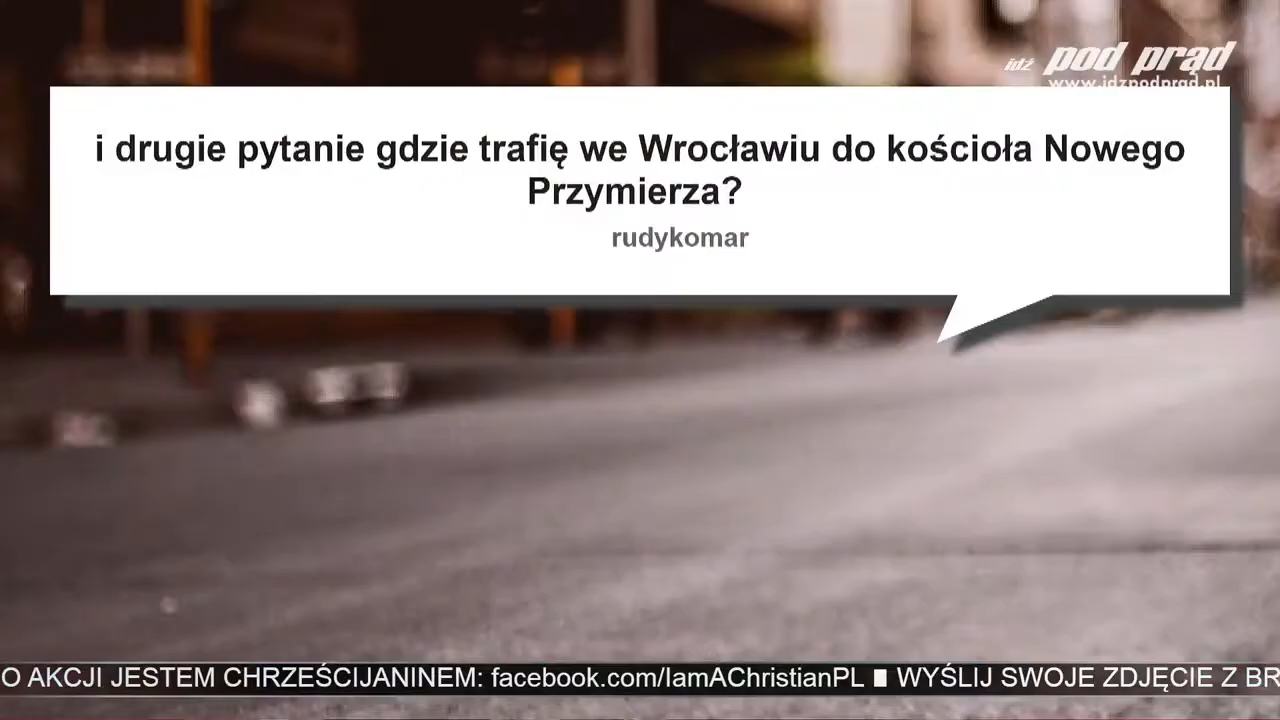 idź pod prąd
www.idzpodprad.pl
i drugie pytanie gdzie trafię we Wrocławiu do kościoła Nowego
Przymierza?
rudykomar
O AKCJI JESTEM CHRZEŚCIJANINEM: facebook.com/IamAChristianPL ■ WYŚLIJ SWOJE ZDJĘCIE Z BR